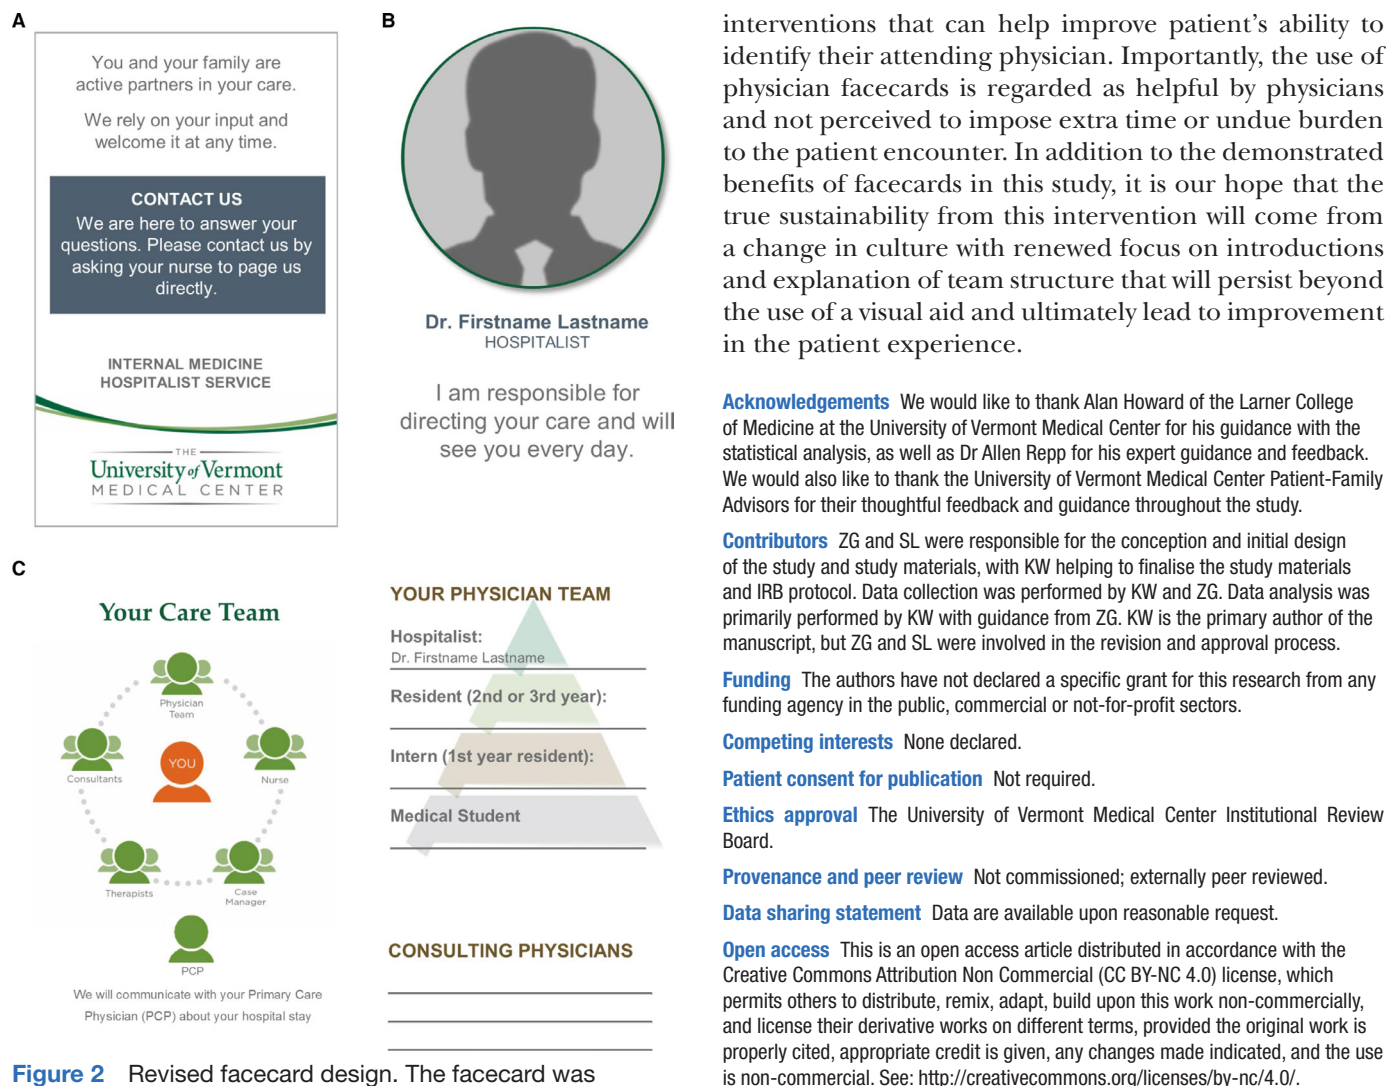 A
You and your family are
active partners in your care.
We rely on your input and
welcome it at any time.
CONTACT US
We are here to answer your
questions. Please contact us by
asking your nurse to page us
directly.
INTERNAL MEDICINE
HOSPITALIST SERVICE
THE
University of Vermont
MEDICAL CENTER
B
Dr. Firstname Lastname
HOSPITALIST
I am responsible for
directing your care and will
see you every day.
C
Your Care Team
Physician
Team
Consultants
YOU
Nurse
Therapists
Case
Manager
PCP
We will communicate with your Primary Care
Physician (PCP) about your hospital stay
YOUR PHYSICIAN TEAM
Hospitalist:
Dr. Firstname Lastname
Resident (2nd or 3rd year):
Intern (1st year resident):
Medical Student
CONSULTING PHYSICIANS
Figure 2 Revised facecard design. The facecard was
interventions that can help improve patient's ability to
identify their attending physician. Importantly, the use of
physician facecards is regarded as helpful by physicians
and not perceived to impose extra time or undue burden
to the patient encounter. In addition to the demonstrated
benefits of facecards in this study, it is our hope that the
true sustainability from this intervention will come from
a change in culture with renewed focus on introductions
and explanation of team structure that will persist beyond
the use of a visual aid and ultimately lead to improvement
in the patient experience.
Acknowledgements We would like to thank Alan Howard of the Larner College
of Medicine at the University of Vermont Medical Center for his guidance with the
statistical analysis, as well as Dr Allen Repp for his expert guidance and feedback.
We would also like to thank the University of Vermont Medical Center Patient-Family
Advisors for their thoughtful feedback and guidance throughout the study.
Contributors ZG and SL were responsible for the conception and initial design
of the study and study materials, with KW helping to finalise the study materials
and IRB protocol. Data collection was performed by KW and ZG. Data analysis was
primarily performed by KW with guidance from ZG. KW is the primary author of the
manuscript, but ZG and SL were involved in the revision and approval process.
Funding The authors have not declared a specific grant for this research from any
funding agency in the public, commercial or not-for-profit sectors.
Competing interests None declared.
Patient consent for publication Not required.
Ethics approval The University of Vermont Medical Center Institutional Review
Board.
Provenance and peer review Not commissioned; externally peer reviewed.
Data sharing statement Data are available upon reasonable request.
Open access This is an open access article distributed in accordance with the
Creative Commons Attribution Non Commercial (CC BY-NC 4.0) license, which
permits others to distribute, remix, adapt, build upon this work non-commercially,
and license their derivative works on different terms, provided the original work is
properly cited, appropriate credit is given, any changes made indicated, and the use
is non-commercial. See: http://creativecommons.org/licenses/by-nc/4.0/.